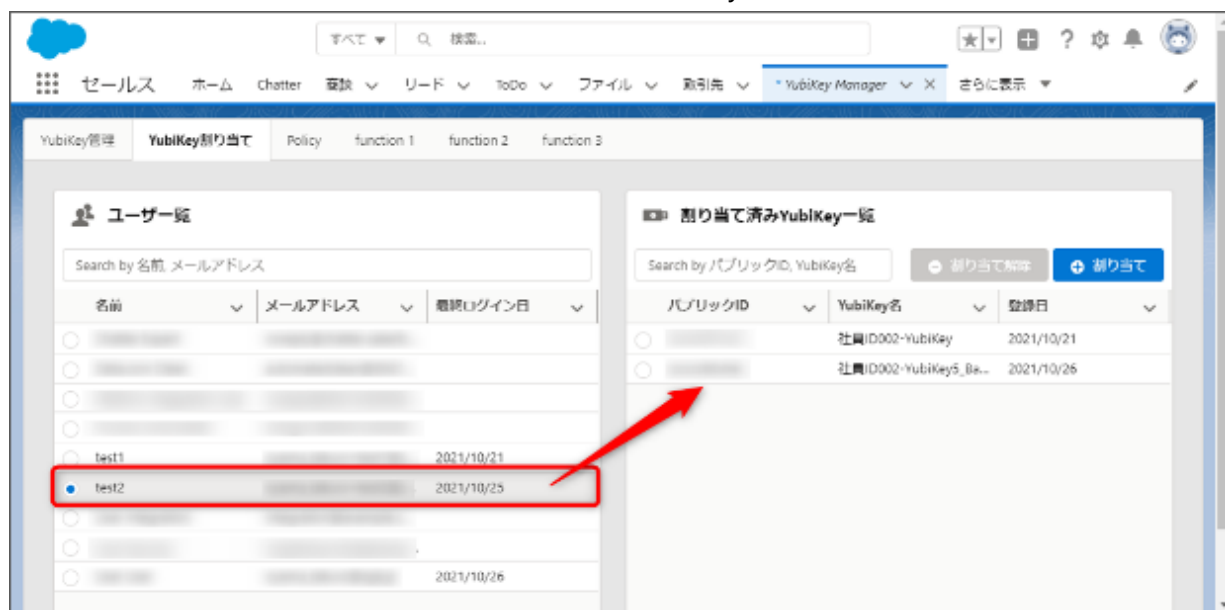 すべて 検索...
セールス ホーム Chatter 商談 リード ToDo ファイル 取引先 * YubiKey Manager さらに表示
YubiKey管理 YubiKey割り当て Policy function 1 function 2 function 3
ユーザー覧 割り当て済みYubiKey一覧
Search by 名前, メールアドレス Search by パブリックID, YubiKey名 割り当て解除 割り当て
名前 メールアドレス 最終ログイン日 パブリックID YubiKey名 登録日
社員ID002-YubiKey 2021/10/21
社員ID002-YubiKey5_Ba... 2021/10/26
test1 2021/10/21
test2 2021/10/25
2021/10/26